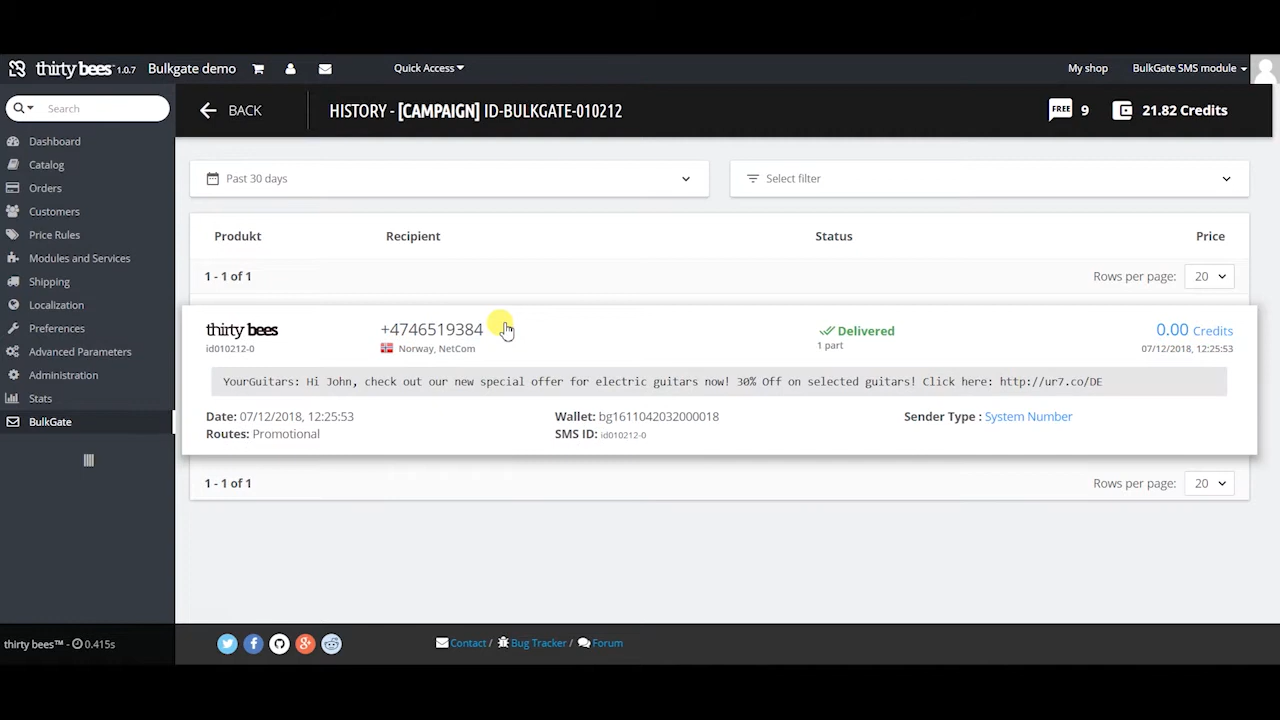 thirty bees™ 1.0.7 Bulkgate demo Quick Access My shop BulkGate SMS module
Search
BACK HISTORY - [CAMPAIGN] ID-BULKGATE-010212 FREE 9 21.82 Credits
Dashboard
Catalog
Orders
Customers
Price Rules
Modules and Services
Shipping
Localization
Preferences
Advanced Parameters
Administration
Stats
BulkGate
Past 30 days Select filter
Produkt Recipient Status Price
1 - 1 of 1 Rows per page: 20
thirty bees +4746519384 Delivered 0.00 Credits
id010212-0 Norway, NetCom 1 part 07/12/2018, 12:25:53
YourGuitars: Hi John, check out our new special offer for electric guitars now! 30% Off on selected guitars! Click here: http://ur7.co/DE
Date: 07/12/2018, 12:25:53 Wallet: bg1611042032000018 Sender Type : System Number
Routes: Promotional SMS ID: id010212-0
1 - 1 of 1 Rows per page: 20
thirty bees™ - 0.415s Contact / Bug Tracker / Forum